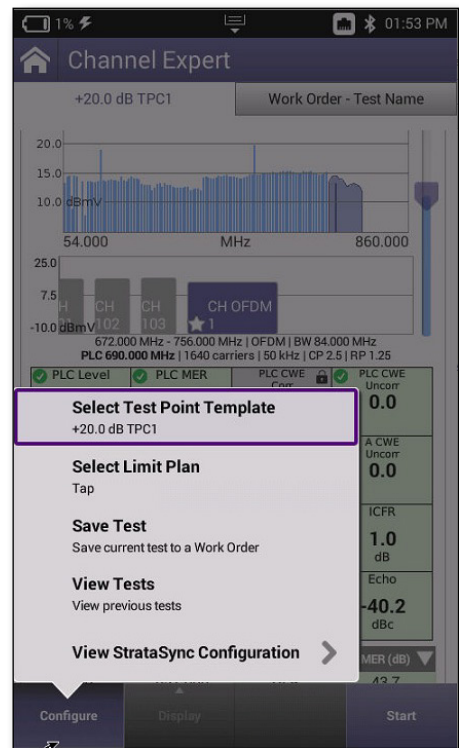 1% 01:53 PM
Channel Expert
+20.0 dB TPC1 Work Order - Test Name
20.0
15.0
10.0 dBmV
54.000 MHz 860.000
25.0
7.5
-10.0 dBmV
CH CH CH OFDM
102 103 1
672.000 MHz - 756.000 MHz | OFDM | BW 84.000 MHz
PLC 690.000 MHz | 1640 carriers | 50 kHz | CP 2.5 | RP 1.25
PLC Level PLC MER PLC CWE Corr PLC CWE Uncorr
0.0
Select Test Point Template
+20.0 dB TPC1
A CWE
Uncorr
0.0
Select Limit Plan
Tap
ICFR
1.0
dB
Save Test
Save current test to a Work Order
Echo
-40.2
dBc
View Tests
View previous tests
View StrataSync Configuration
MER (dB)
43.7
Configure Display Start